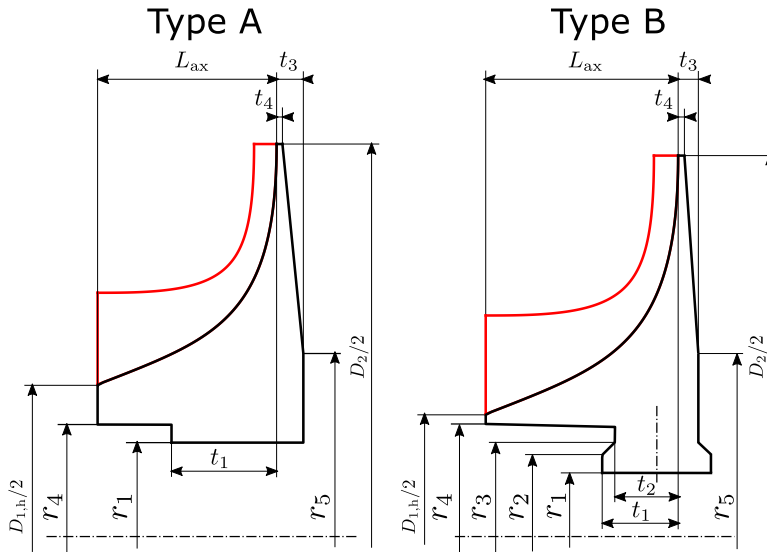 Type A
Type B
L_ax
t_3
L_ax
t_3
t_4
t_4
D_2/2
D_2/2
t_1
t_2
t_1
D_1,h/2
r_4
r_1
r_5
D_1,h/2
r_4
r_3
r_2
r_1
r_5